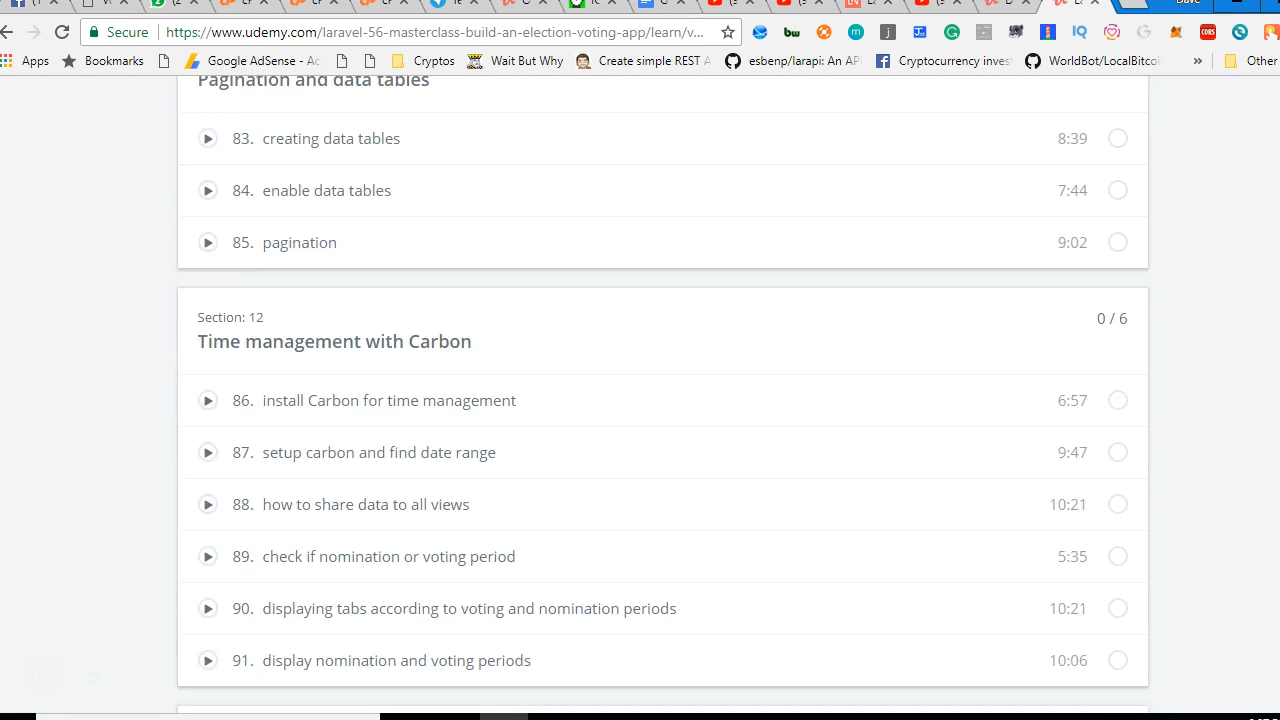 Dave
Secure https://www.udemy.com/laravel-56-masterclass-build-an-election-voting-app/learn/v...
Apps Bookmarks Google AdSense - Ac Cryptos Wait But Why Create simple REST A esbenp/larapi: An AP Cryptocurrency inves WorldBot/LocalBitcoi » Other
Pagination and data tables
83. creating data tables 8:39
84. enable data tables 7:44
85. pagination 9:02
Section: 12
0 / 6
Time management with Carbon
86. install Carbon for time management 6:57
87. setup carbon and find date range 9:47
88. how to share data to all views 10:21
89. check if nomination or voting period 5:35
90. displaying tabs according to voting and nomination periods 10:21
91. display nomination and voting periods 10:06